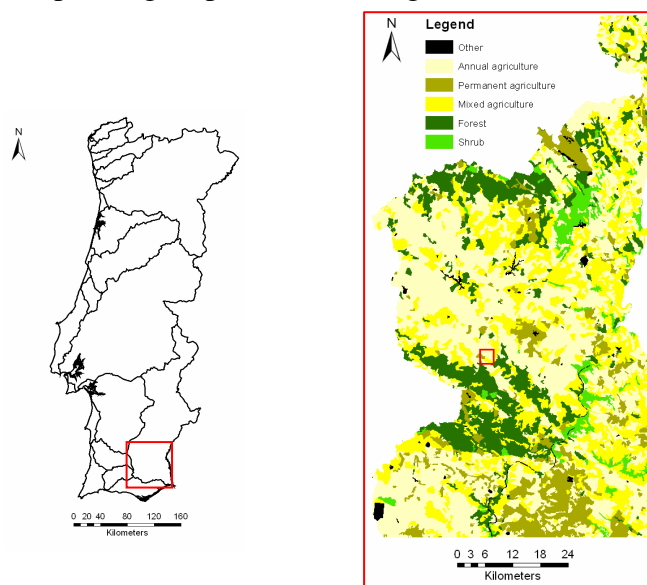 N
0 20 40 80 120 160
Kilometers
N
Legend
Other
Annual agriculture
Permanent agriculture
Mixed agriculture
Forest
Shrub
0 3 6 12 18 24
Kilometers